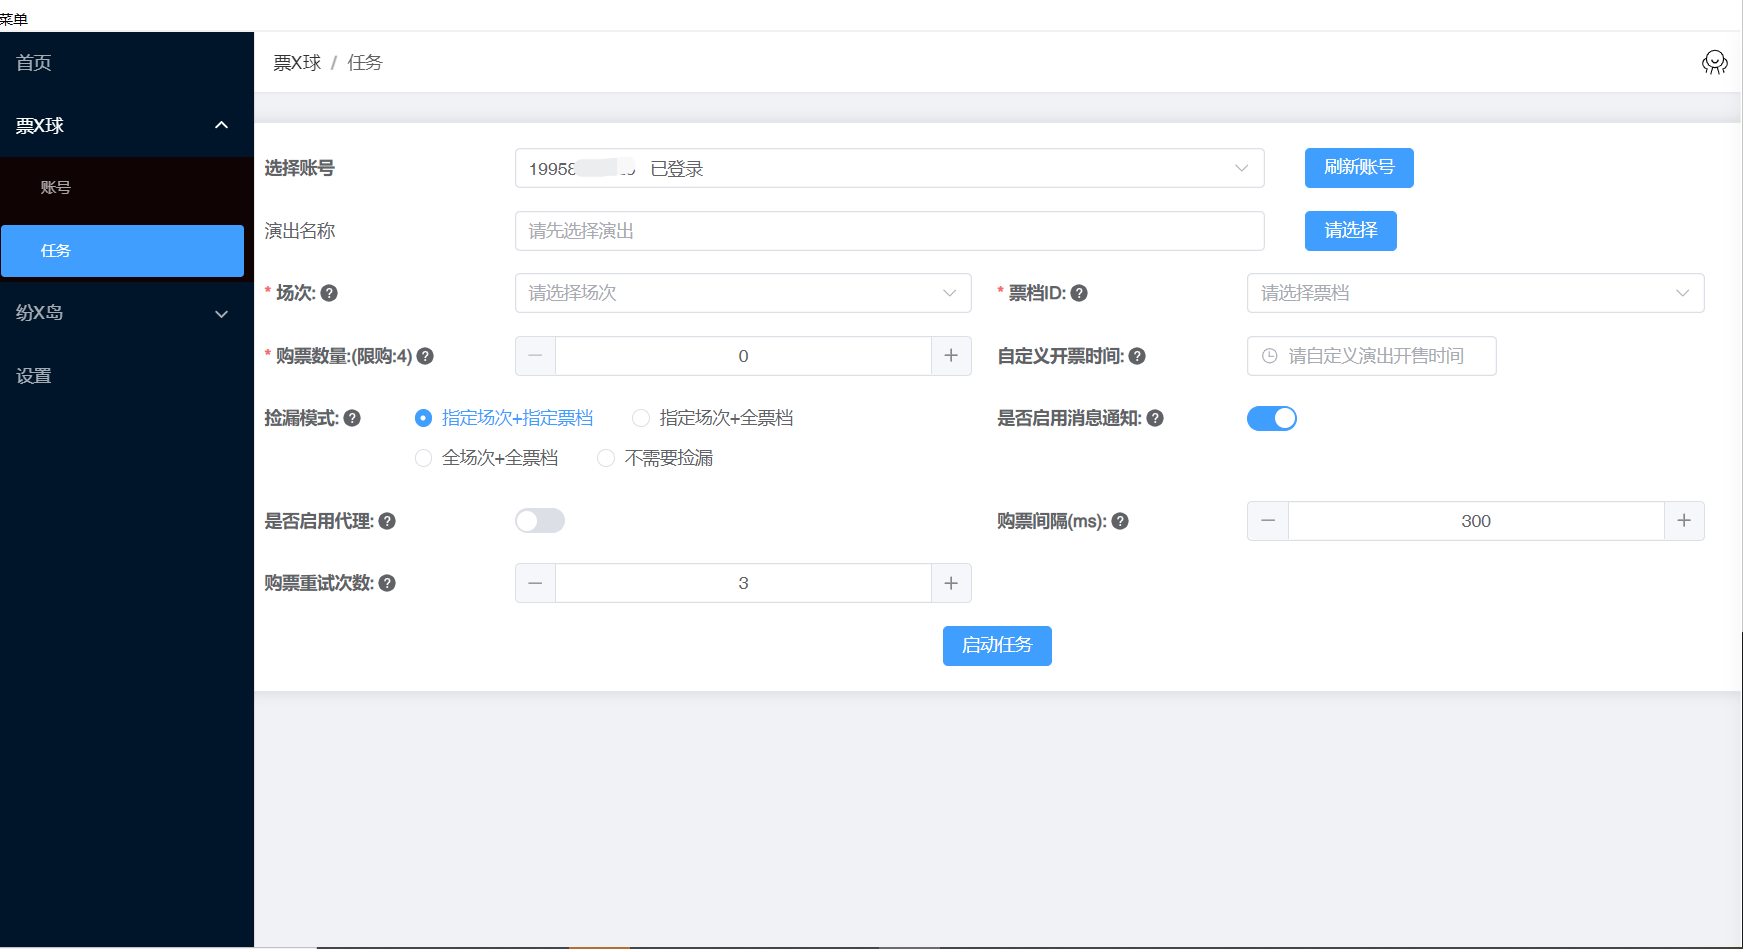 菜单
首页
票X球
账号
任务
纷X岛
设置
票X球 / 任务
选择账号 19958 已登录 刷新账号
演出名称 请先选择演出 请选择
* 场次: 请选择场次 * 票档ID: 请选择票档
* 购票数量:(限购:4) 0 自定义开票时间: 请自定义演出开售时间
捡漏模式: 指定场次+指定票档 指定场次+全票档 是否启用消息通知:
全场次+全票档 不需要捡漏
是否启用代理: 购票间隔(ms): 300
购票重试次数: 3
启动任务